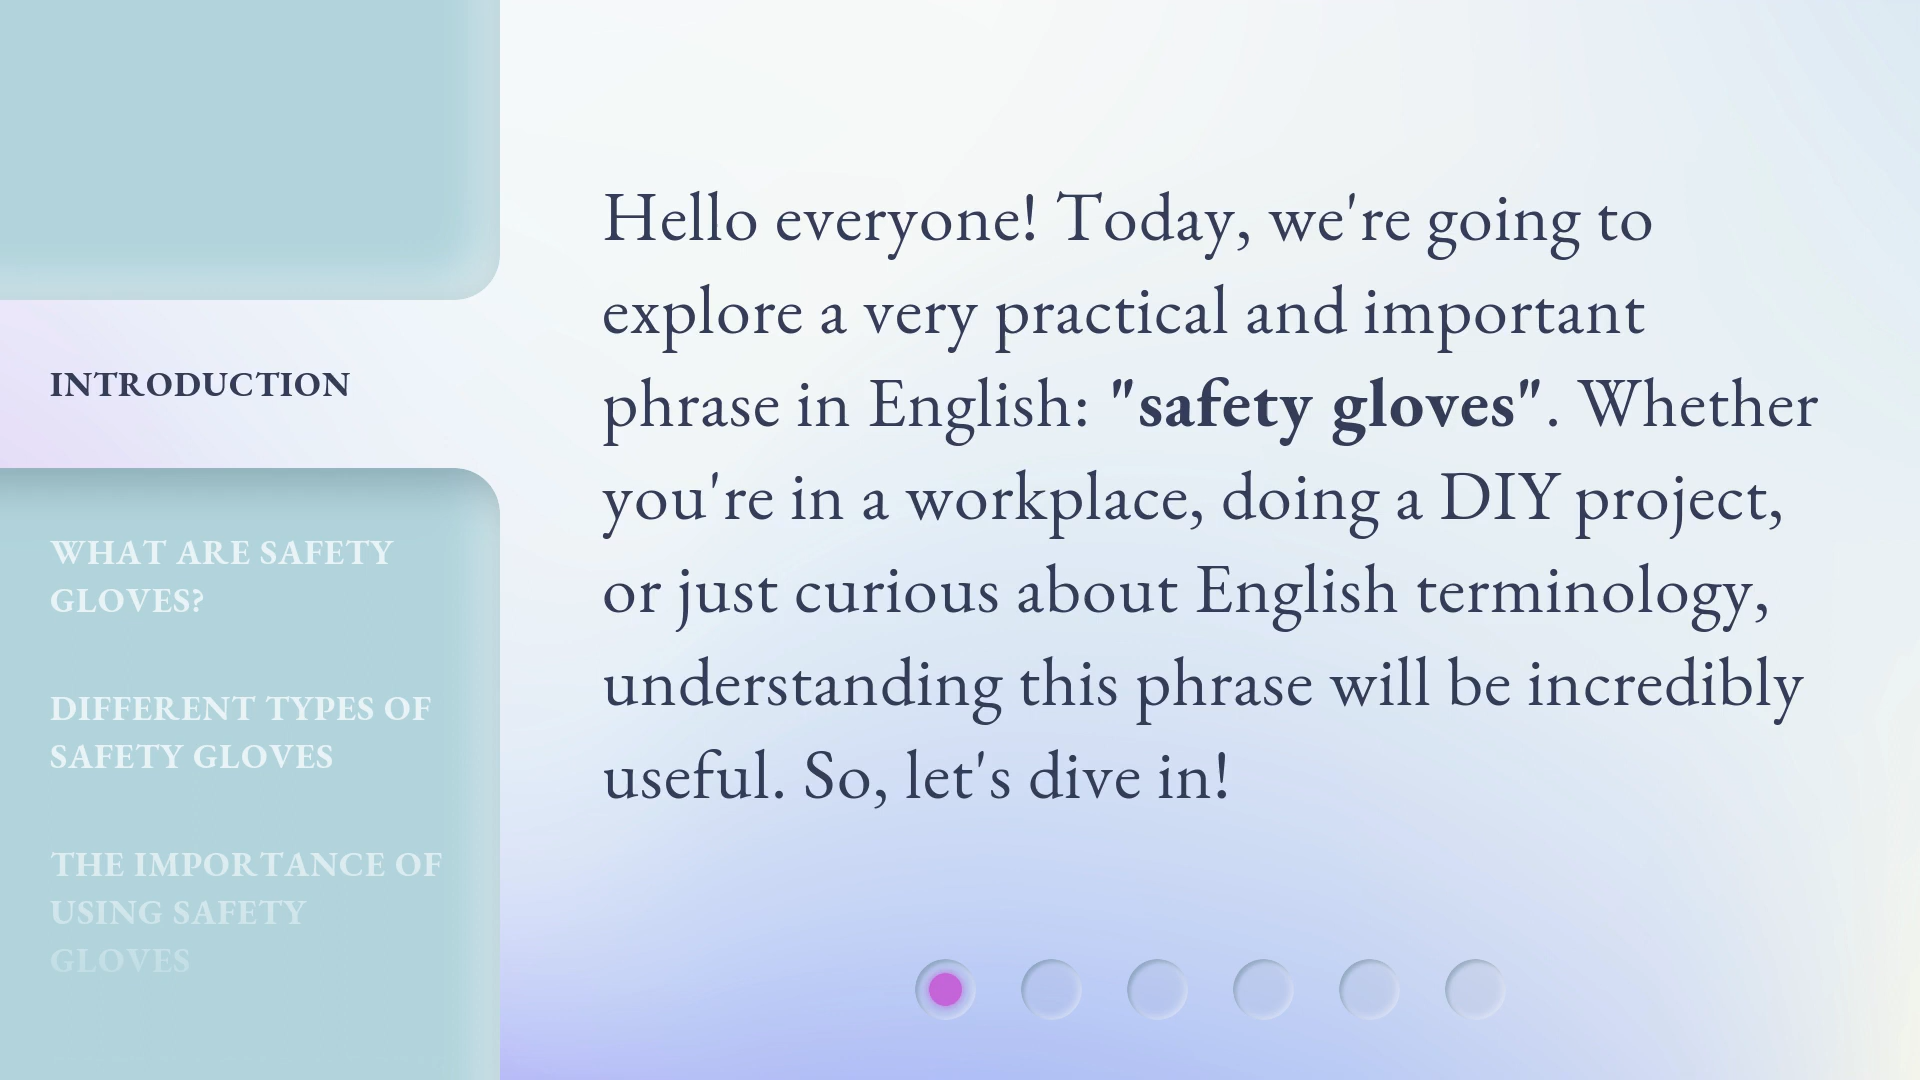 INTRODUCTION
WHAT ARE SAFETY
GLOVES?
DIFFERENT TYPES OF
SAFETY GLOVES
THE IMPORTANCE OF
USING SAFETY
GLOVES
Hello everyone! Today, we're going to
explore a very practical and important
phrase in English: "safety gloves". Whether
you're in a workplace, doing a DIY project,
or just curious about English terminology,
understanding this phrase will be incredibly
useful. So, let's dive in!